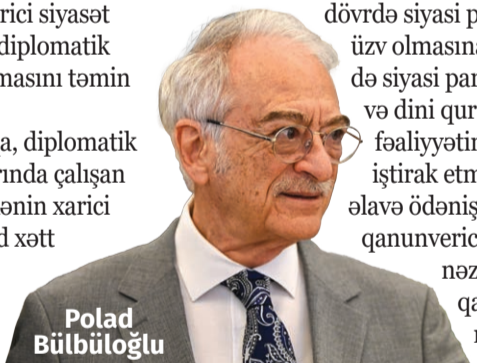 rici siyasət
diplomatik
masını təmin
a, diplomatik
rında çalışan
ənin xarici
d xətt
dövrdə siyasi p
üzv olmasına
də siyasi par
və dini qur
fəaliyyətin
iştirak etm
əlavə ödəniş
qanunveric
nəz
qa
Polad
Bülbüloğlu